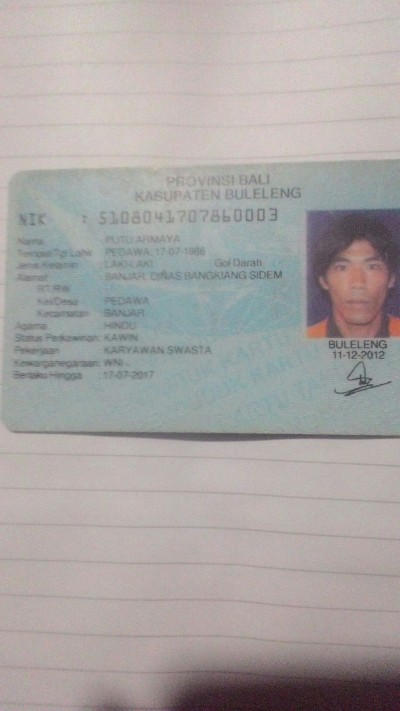 PROVINSI BALI
KABUPATEN BULELENG
NIK : 5108041707860003
Nama : PUTU ARMAYA
Tempat/Tgl Lahir : PEDAWA, 17-07-1986
Jenis Kelamin : LAKI-LAKI Gol Darah
Alamat : BANJAR, DINAS BANGKIANG SIDEM
RT/RW
Kel/Desa : PEDAWA
Kecamatan : BANJAR
Agama : HINDU
Status Perkawinan: KAWIN
Pekerjaan : KARYAWAN SWASTA
Kewarganegaraan: WNI
Berlaku Hingga : 17-07-2017
BULELENG
11-12-2012